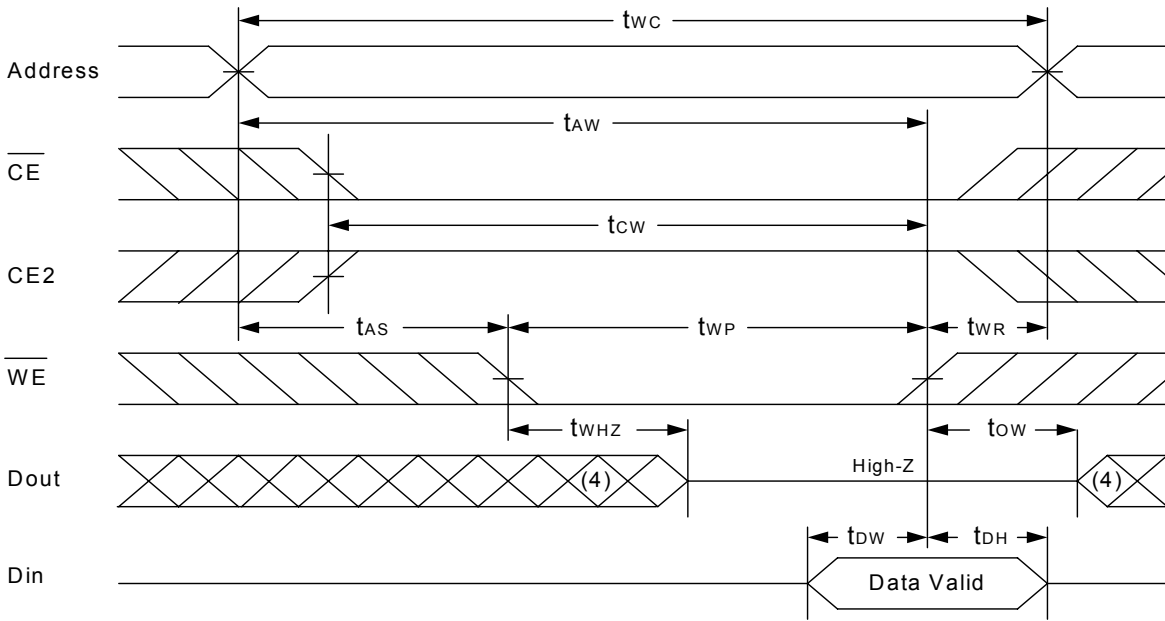 tWC
Address
tAW
CE
tCW
CE2
tAS tWP tWR
WE
tWHZ tOW
Dout (4) High-Z (4)
tDW tDH
Din Data Valid